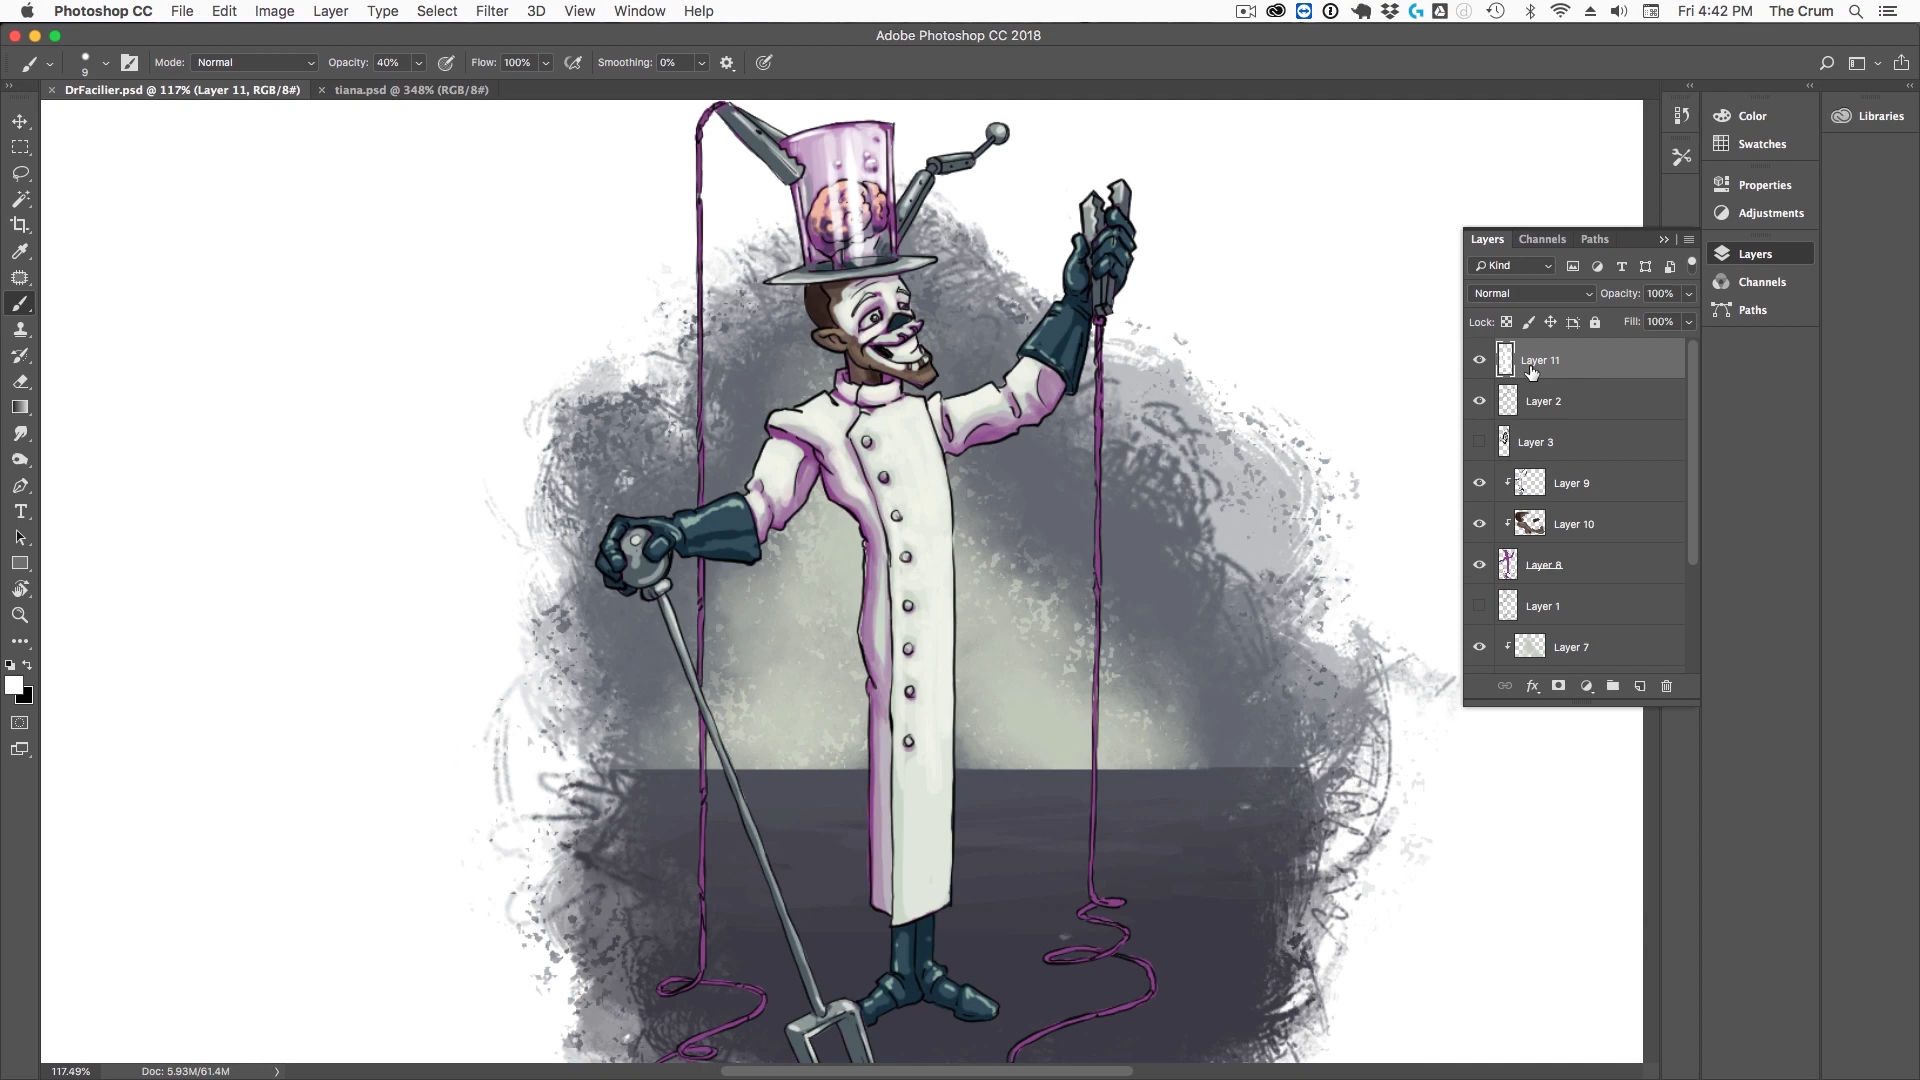 Photoshop CC File Edit Image Layer Type Select Filter 3D View Window Help Fri 4:42 PM The Crum
Adobe Photoshop CC 2018
9 Mode: Normal Opacity: 40% Flow: 100% Smoothing: 0%
DrFacilier.psd @ 117% (Layer 11, RGB/8#) tiana.psd @ 348% (RGB/8#)
Color
Swatches
Properties
Adjustments
Layers
Channels
Paths
Libraries
Layers Channels Paths
Kind
Normal Opacity: 100%
Lock: Fill: 100%
Layer 11
Layer 2
Layer 3
Layer 9
Layer 10
Layer 8
Layer 1
Layer 7
fx
117.49% Doc: 5.93M/61.4M